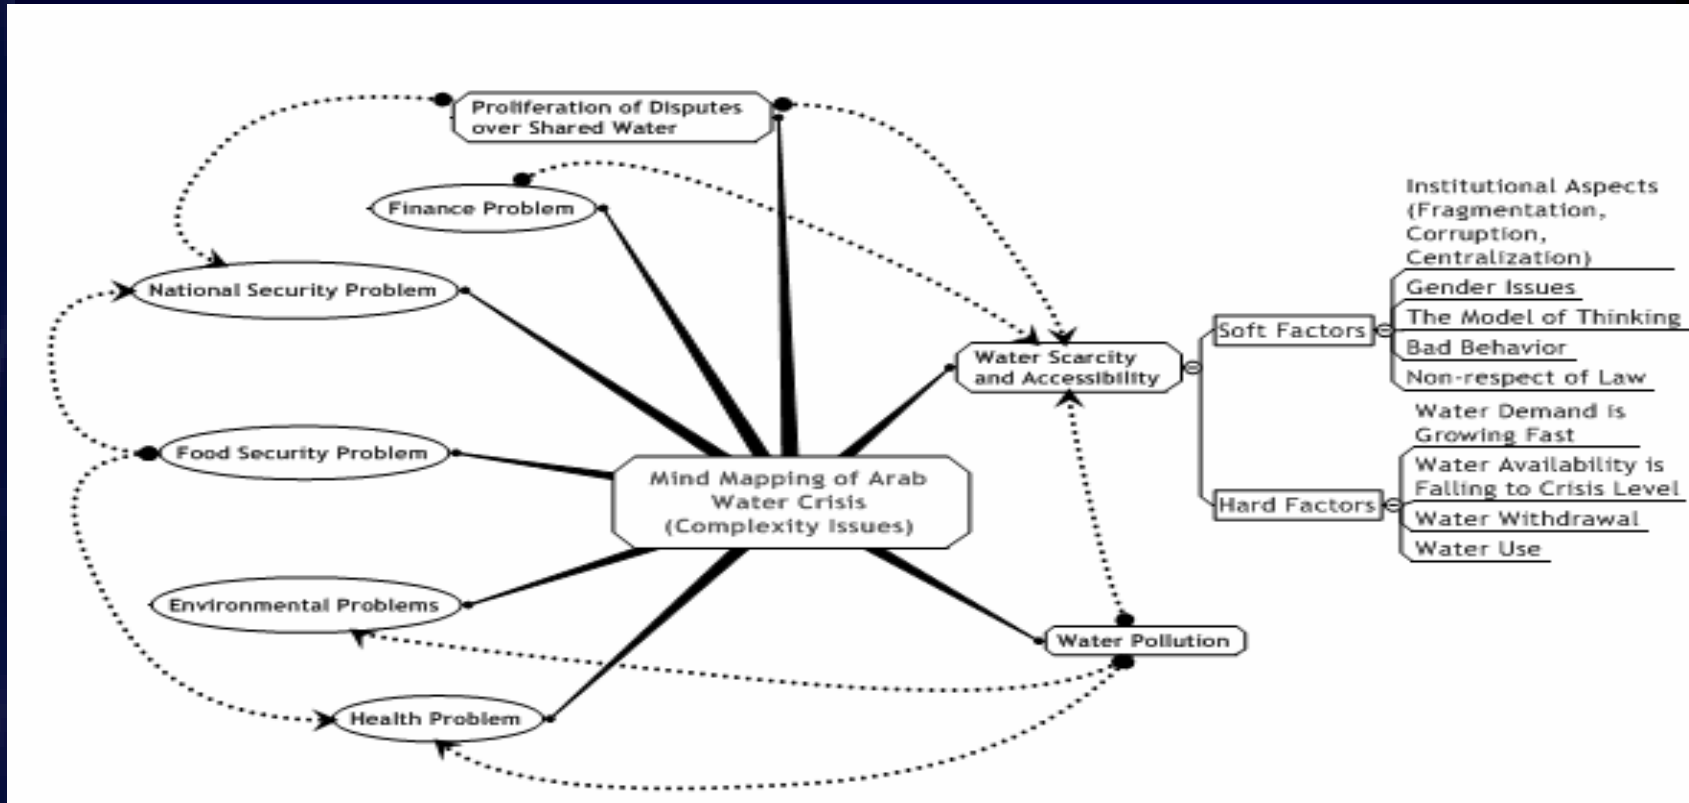 Proliferation of Disputes
over Shared Water
Finance Problem
National Security Problem
Food Security Problem
Environmental Problems
Health Problem
Mind Mapping of Arab
Water Crisis
(Complexity Issues)
Water Scarcity
and Accessibility
Water Pollution
Soft Factors
Institutional Aspects
(Fragmentation,
Corruption,
Centralization)
Gender Issues
The Model of Thinking
Bad Behavior
Non-respect of Law
Hard Factors
Water Demand is
Growing Fast
Water Availability is
Falling to Crisis Level
Water Withdrawal
Water Use